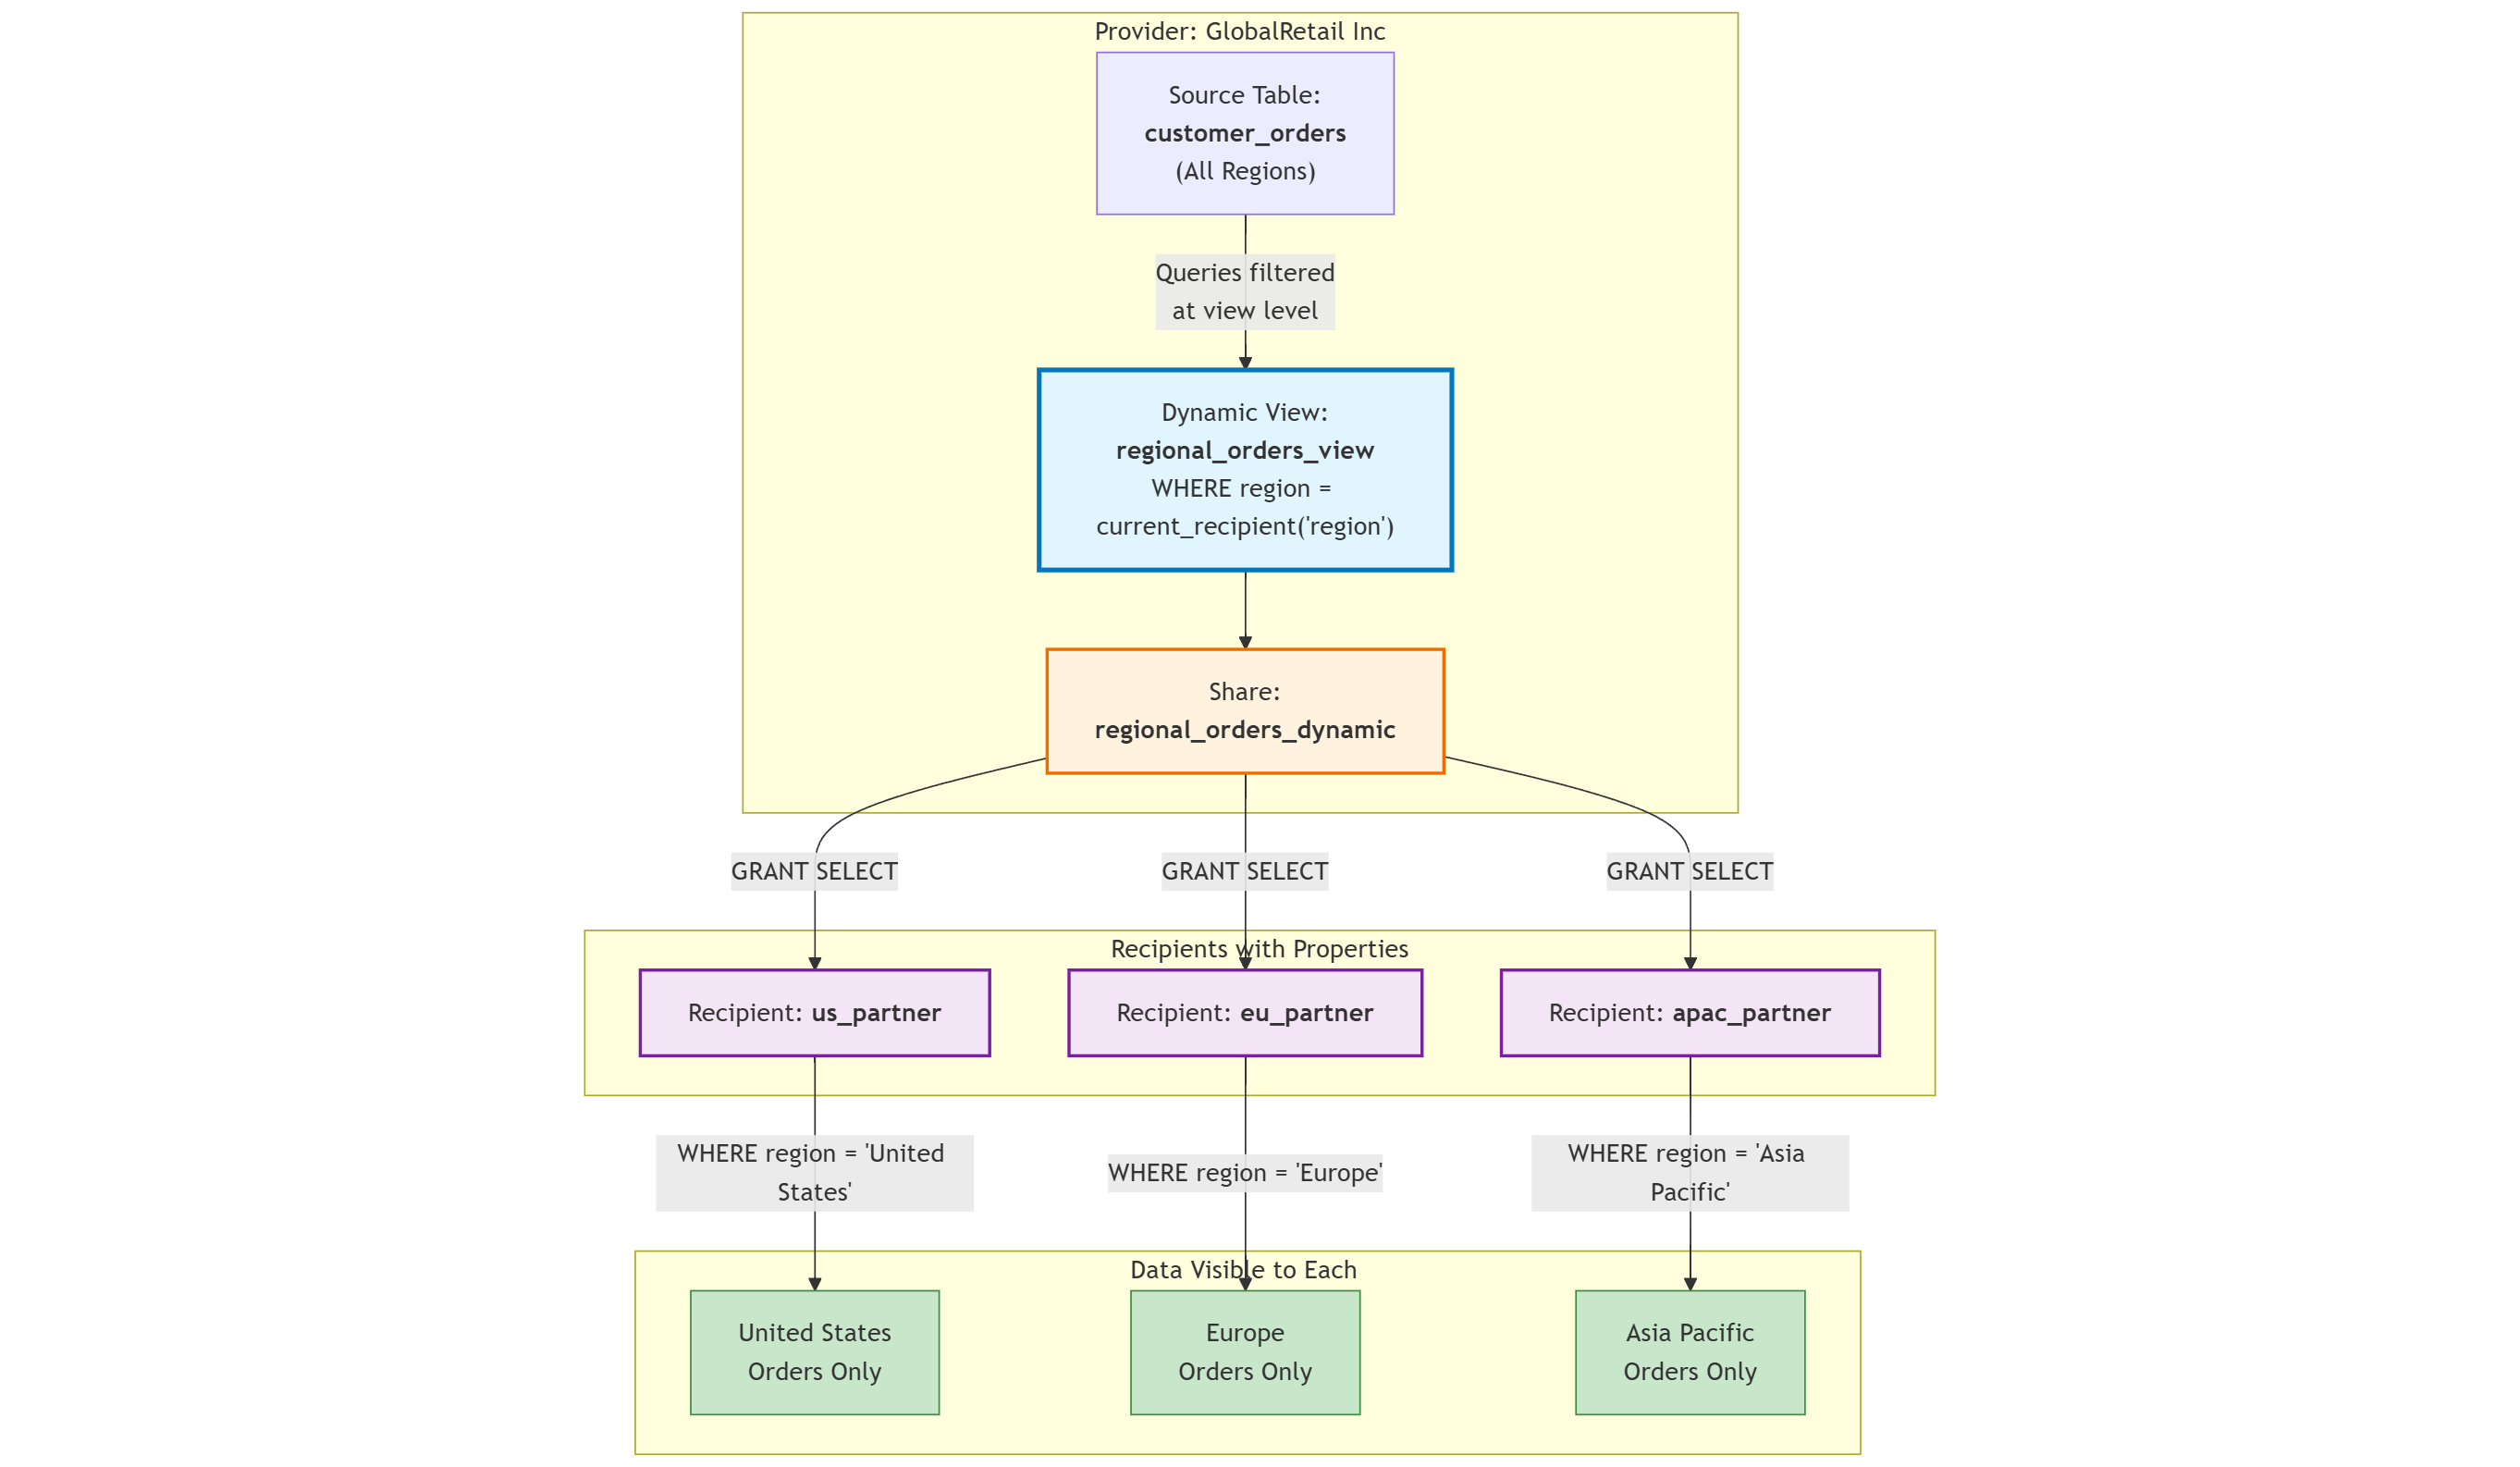 Provider: GlobalRetail Inc
Source Table:
customer_orders
(All Regions)
Queries filtered
at view level
Dynamic View:
regional_orders_view
WHERE region =
current_recipient('region')
Share:
regional_orders_dynamic
GRANT SELECT
GRANT SELECT
GRANT SELECT
Recipients with Properties
Recipient: us_partner
Recipient: eu_partner
Recipient: apac_partner
WHERE region = 'United
States'
WHERE region = 'Europe'
WHERE region = 'Asia
Pacific'
Data Visible to Each
United States
Orders Only
Europe
Orders Only
Asia Pacific
Orders Only